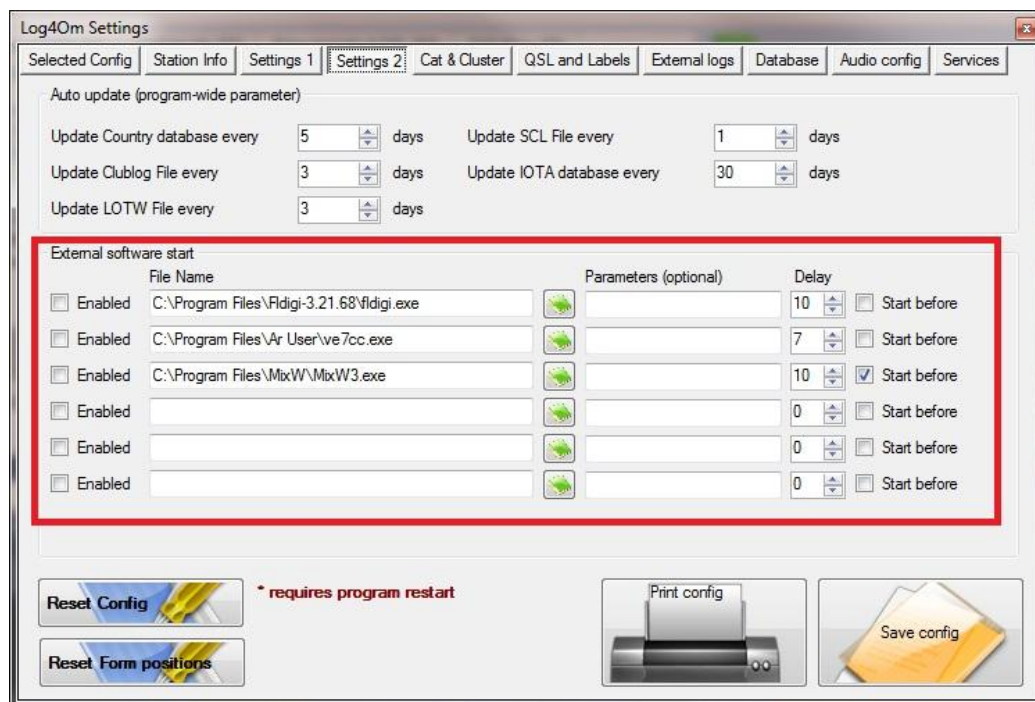 Log4Om Settings
Selected Config Station Info Settings 1 Settings 2 Cat & Cluster QSL and Labels External logs Database Audio config Services
Auto update (program-wide parameter)
Update Country database every 5 days Update SCL File every 1 days
Update Clublog File every 3 days Update IOTA database every 30 days
Update LOTW File every 3 days
External software start
File Name Parameters (optional) Delay
Enabled C:\Program Files\Fldigi-3.21.68\fldigi.exe 10 Start before
Enabled C:\Program Files\Ar User\ve7cc.exe 7 Start before
Enabled C:\Program Files\MixW\MixW3.exe 10 Start before
Enabled 0 Start before
Enabled 0 Start before
Enabled 0 Start before
Reset Config * requires program restart Print config
Save config
Reset Form positions